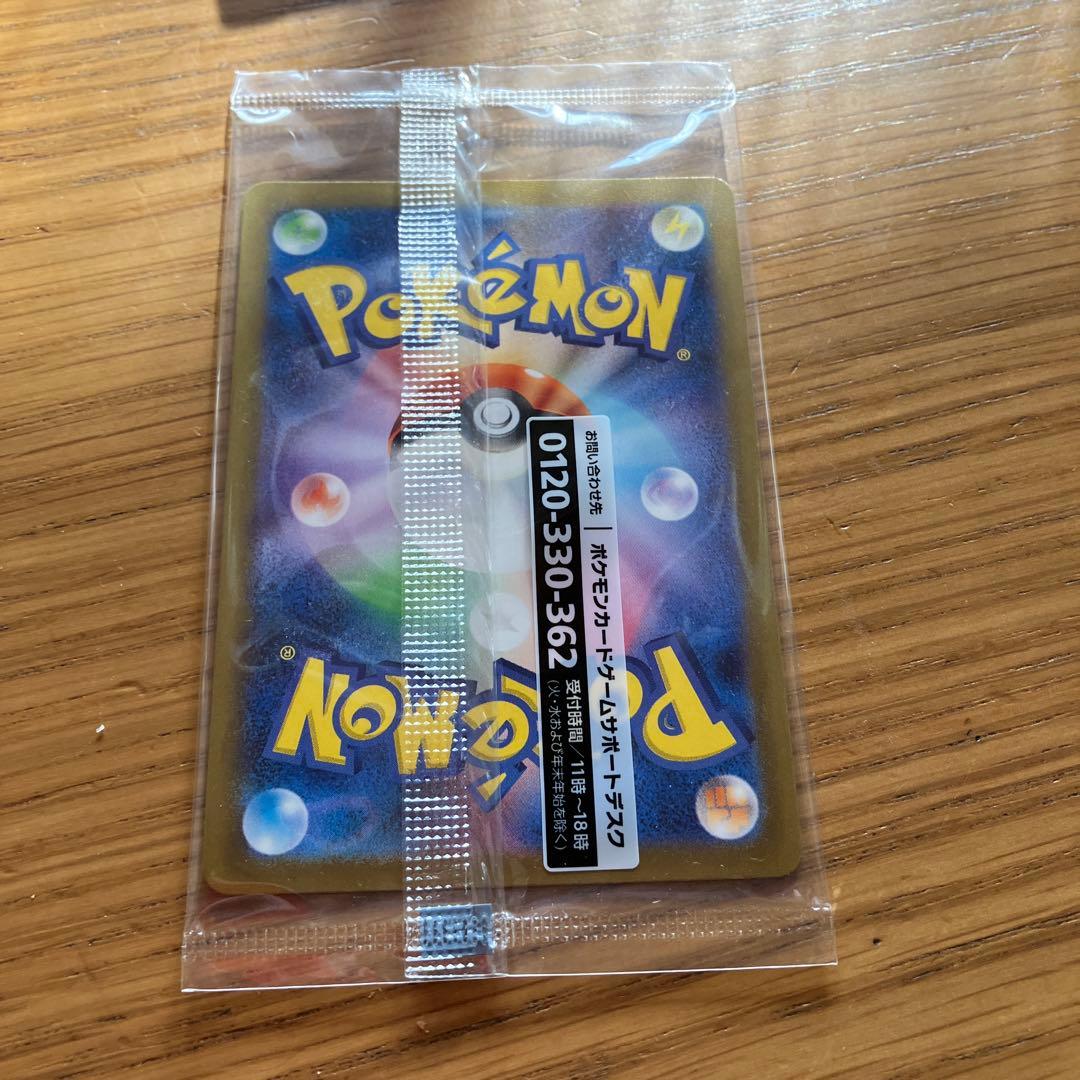 POKéMON
®
お問い合わせ先 | ポケモンカードゲームサポートデスク
0120-330-362 受付時間/11時~18時
(火・水および年末年始を除く)
POKéMON
®